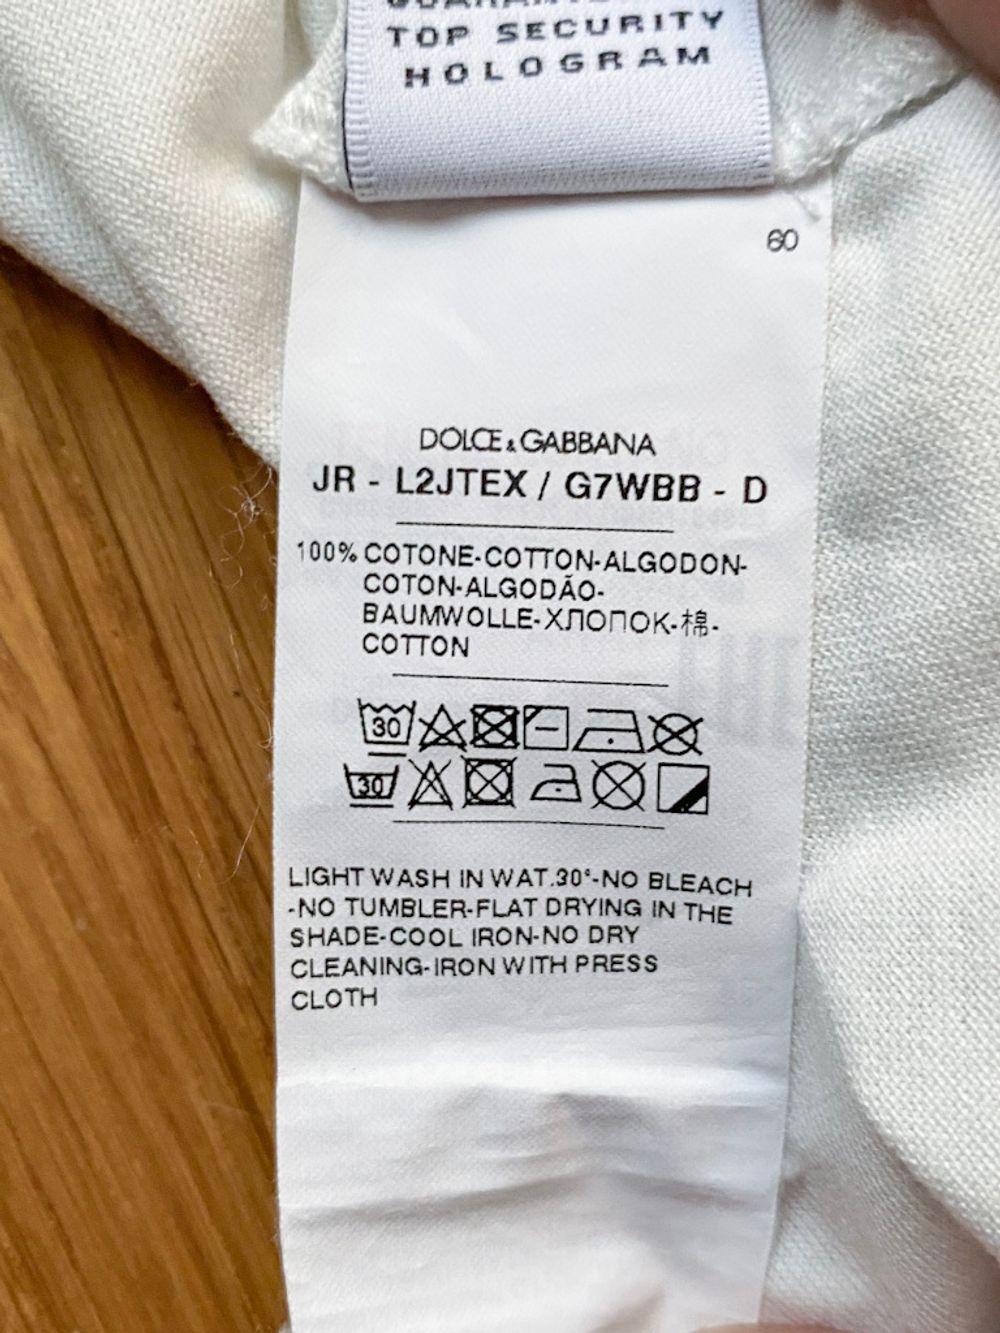 TOP SECURITY
HOLOGRAM
60
DOLCE & GABBANA
JR - L2JTEX / G7WBB - D
100% COTONE-COTTON-ALGODON-
COTON-ALGODÃO-
BAUMWOLLE-ХЛОПОК-棉-
COTTON
30
30
LIGHT WASH IN WAT.30°-NO BLEACH
-NO TUMBLER-FLAT DRYING IN THE
SHADE-COOL IRON-NO DRY
CLEANING-IRON WITH PRESS
CLOTH